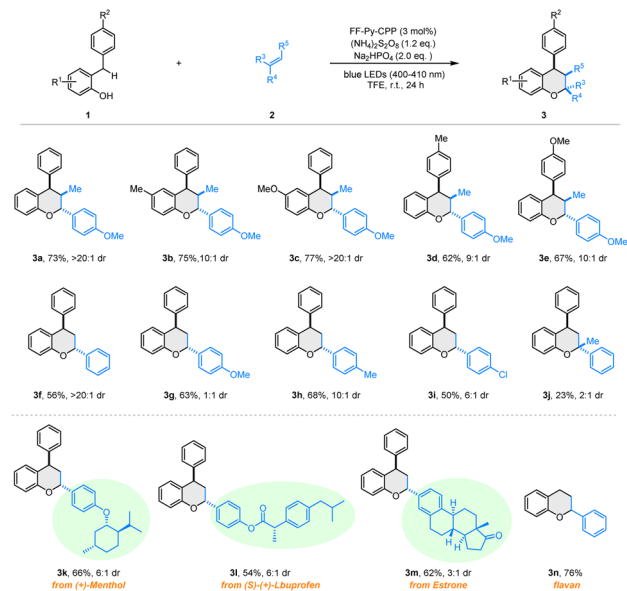 R²
R¹
H
OH
1
+
R³
R⁵
R⁴
2
FF-Py-CPP (3 mol%)
(NH₄)₂S₂O₈ (1.2 eq.)
Na₂HPO₄ (2.0 eq. )
blue LEDs (400-410 nm)
TFE, r.t., 24 h
R²
R¹
R⁵
O
R³
R⁴
3
Me
O
OMe
3a, 73%, >20:1 dr
Me
Me
O
OMe
3b, 75%,10:1 dr
MeO
Me
O
OMe
3c, 77%, >20:1 dr
Me
Me
O
OMe
3d, 62%, 9:1 dr
OMe
Me
O
OMe
3e, 67%, 10:1 dr
O
3f, 56%, >20:1 dr
O
OMe
3g, 63%, 1:1 dr
O
Me
3h, 68%, 10:1 dr
O
Cl
3i, 50%, 6:1 dr
Me
O
3j, 23%, 2:1 dr
O
O
3k, 66%, 6:1 dr
from (+)-Menthol
O
O
O
3l, 54%, 6:1 dr
from (S)-(+)-Lbuprofen
O
H
H
H
O
3m, 62%, 3:1 dr
from Estrone
O
3n, 76%
flavan